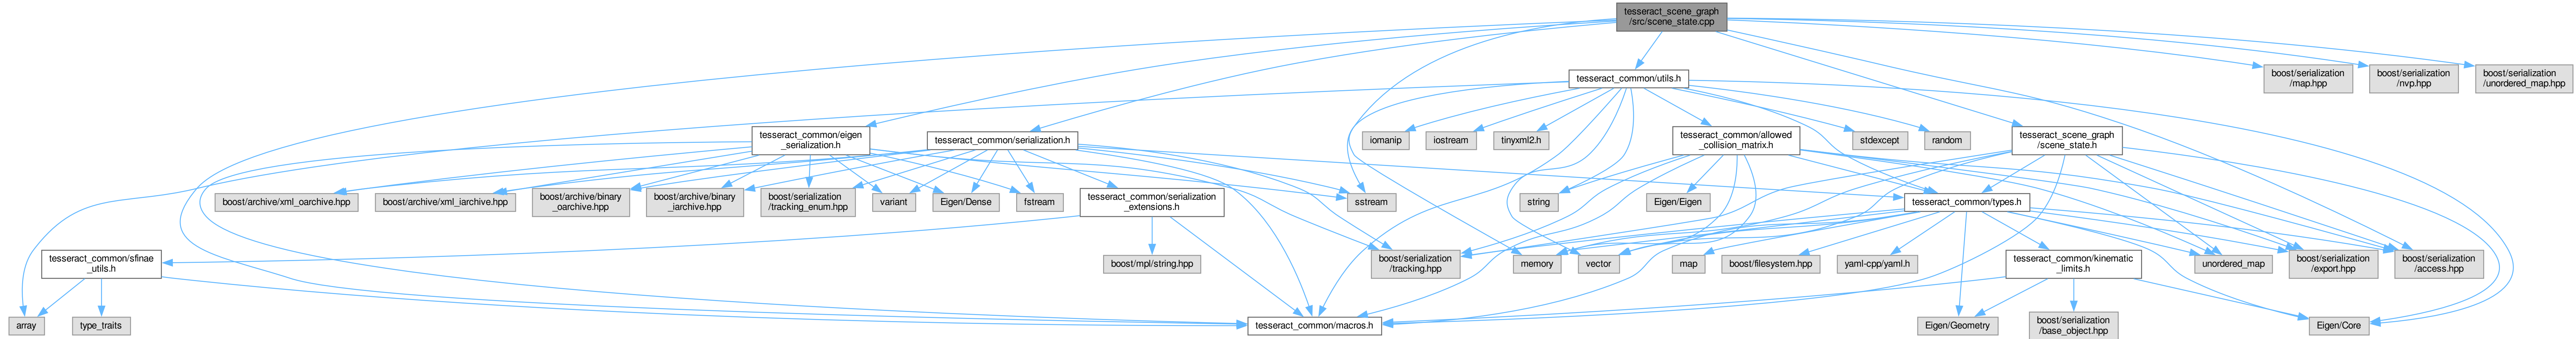 tesseract_scene_graph
/src/scene_state.cpp
tesseract_common/utils.h
boost/serialization
/map.hpp
boost/serialization
/nvp.hpp
boost/serialization
/unordered_map.hpp
tesseract_common/eigen
_serialization.h
tesseract_common/serialization.h
iomanip
iostream
tinyxml2.h
tesseract_common/allowed
_collision_matrix.h
stdexcept
random
tesseract_scene_graph
/scene_state.h
boost/archive/xml_oarchive.hpp
boost/archive/xml_iarchive.hpp
boost/archive/binary
_oarchive.hpp
boost/archive/binary
_iarchive.hpp
boost/serialization
/tracking_enum.hpp
variant
Eigen/Dense
fstream
tesseract_common/serialization
_extensions.h
sstream
string
Eigen/Eigen
tesseract_common/types.h
tesseract_common/sfinae
_utils.h
boost/mpl/string.hpp
boost/serialization
/tracking.hpp
memory
vector
map
boost/filesystem.hpp
yaml-cpp/yaml.h
tesseract_common/kinematic
_limits.h
unordered_map
boost/serialization
/export.hpp
boost/serialization
/access.hpp
array
type_traits
tesseract_common/macros.h
Eigen/Geometry
boost/serialization
/base_object.hpp
Eigen/Core